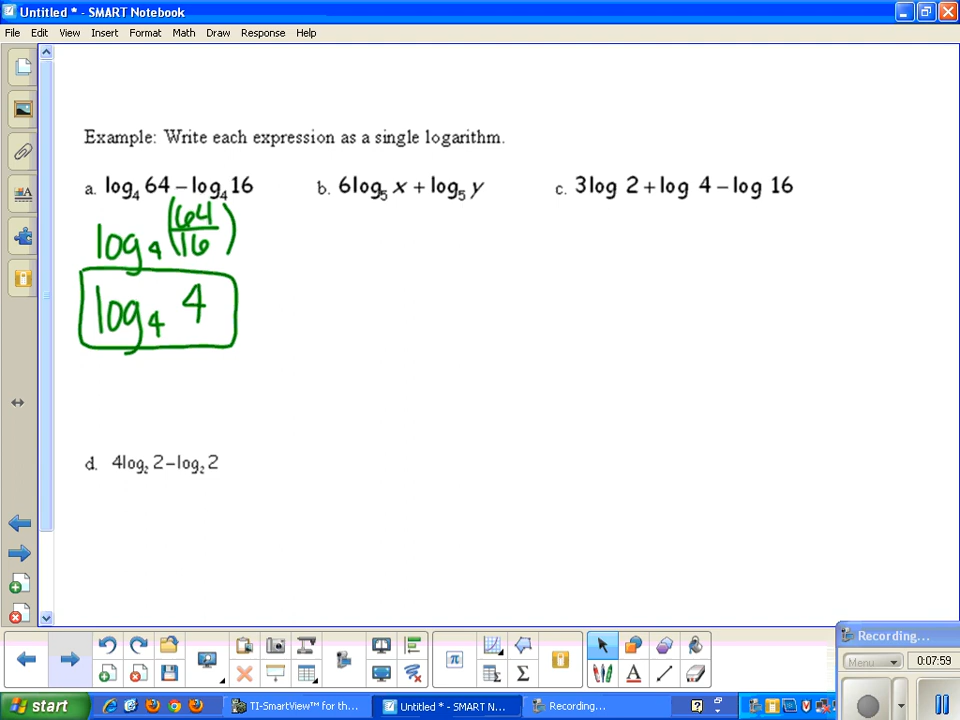 Untitled * - SMART Notebook
File Edit View Insert Format Math Draw Response Help
Example: Write each expression as a single logarithm.
a. log₄ 64 – log₄ 16 b. 6log₅ x + log₅ y c. 3log 2 + log 4 – log 16
log₄ (64/16)
log₄ 4
d. 4log₂ 2 – log₂ 2
Recording...
Menu 0:07:59
start TI-SmartView™ for th... Untitled * - SMART N... Recording...